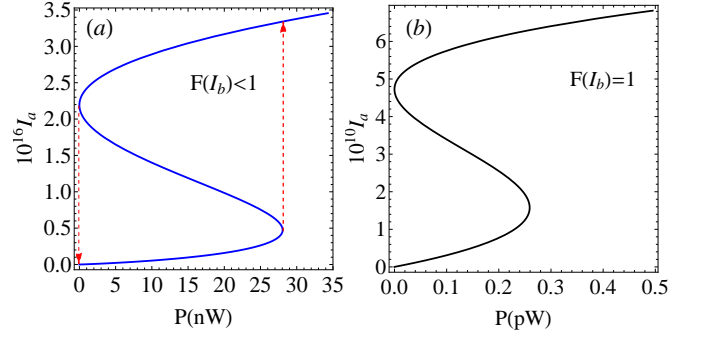 (a)
F(I_b)<1
10^16 I_a
3.5
3.0
2.5
2.0
1.5
1.0
0.5
0.0
0 5 10 15 20 25 30 35
P(nW)
(b)
F(I_b)=1
10^10 I_a
6
5
4
3
2
1
0
0.0 0.1 0.2 0.3 0.4 0.5
P(pW)